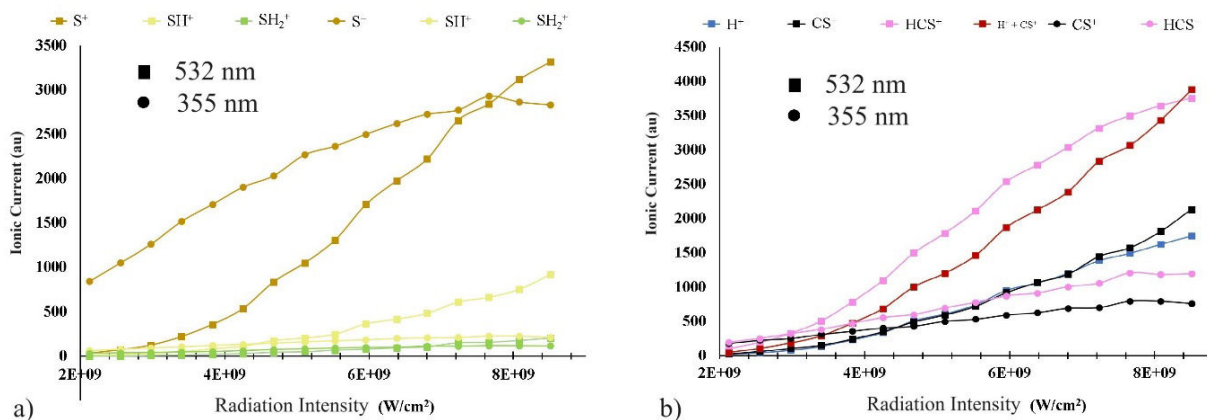 S⁺ SH⁺ SH₂⁺ S⁻ SH⁺ SH₂⁺
3500
3000
2500
2000
1500
1000
500
0
Ionic Current (au)
532 nm
355 nm
2E+09 4E+09 6E+09 8E+09
Radiation Intensity (W/cm²)
a)
H⁺ CS HCS⁺ H⁺ + CS⁺ CS⁺ HCS
4500
4000
3500
3000
2500
2000
1500
1000
500
0
Ionic Current (au)
532 nm
355 nm
2E+09 4E+09 6E+09 8E+09
Radiation Intensity (W/cm²)
b)